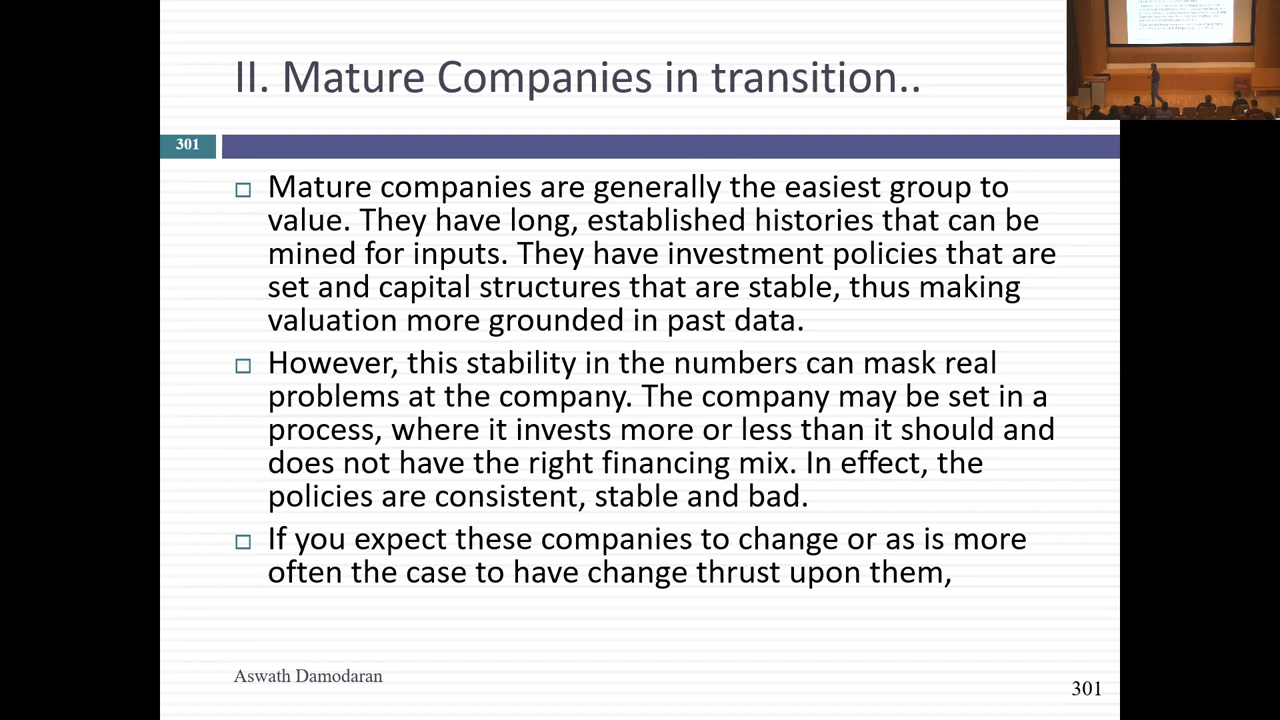 II. Mature Companies in transition..
301
Mature companies are generally the easiest group to
value. They have long, established histories that can be
mined for inputs. They have investment policies that are
set and capital structures that are stable, thus making
valuation more grounded in past data.
However, this stability in the numbers can mask real
problems at the company. The company may be set in a
process, where it invests more or less than it should and
does not have the right financing mix. In effect, the
policies are consistent, stable and bad.
If you expect these companies to change or as is more
often the case to have change thrust upon them,
Aswath Damodaran
301